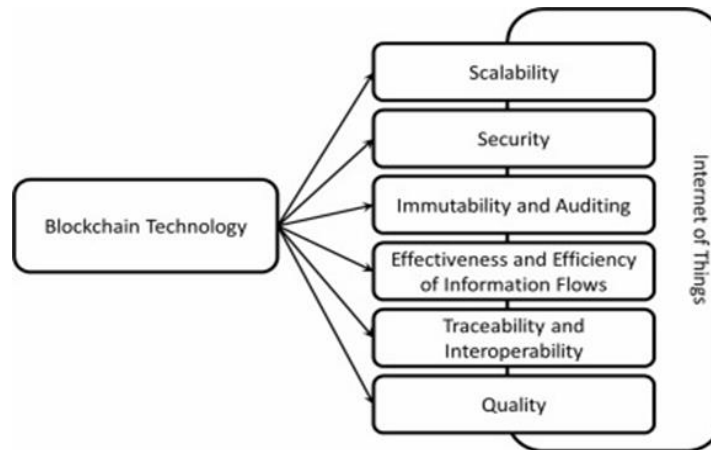 Scalability
Security
Blockchain Technology
Immutability and Auditing
Effectiveness and Efficiency
of Information Flows
Traceability and
Interoperability
Quality
Internet of Things